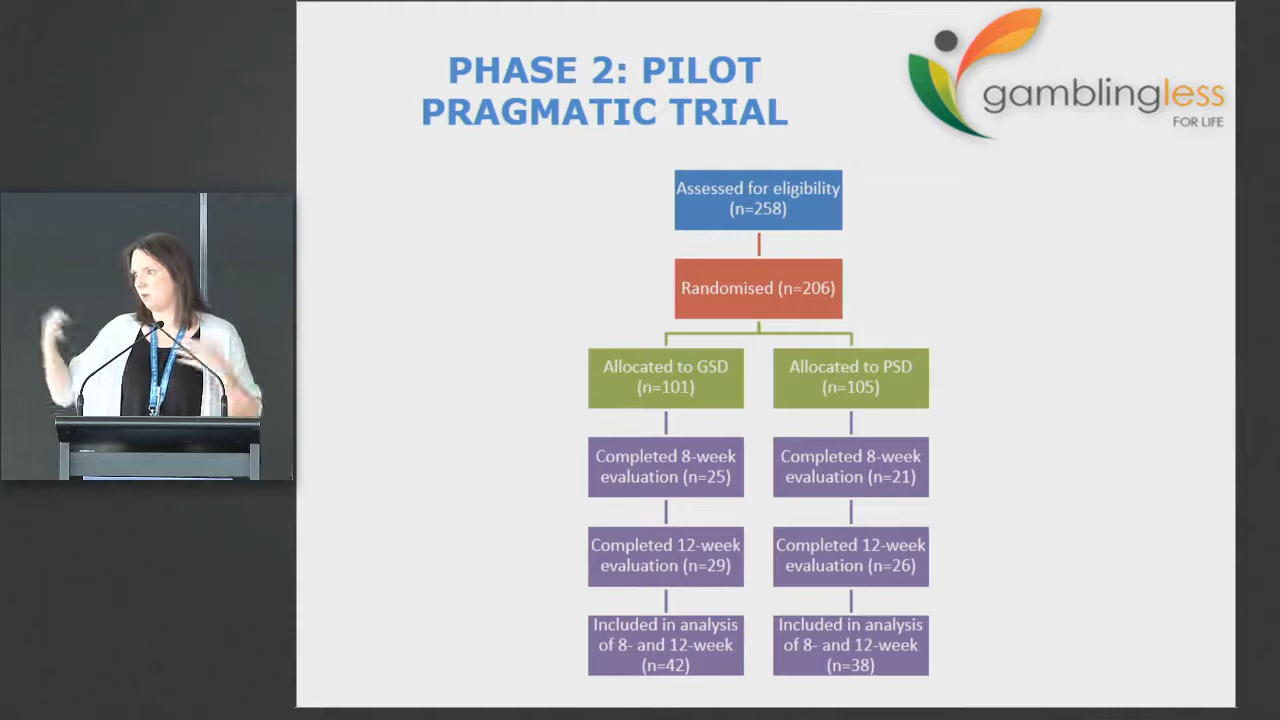 PHASE 2: PILOT
PRAGMATIC TRIAL
gamblingless
FOR LIFE
Assessed for eligibility
(n=258)
Randomised (n=206)
Allocated to GSD
(n=101)
Allocated to PSD
(n=105)
Completed 8-week
evaluation (n=25)
Completed 8-week
evaluation (n=21)
Completed 12-week
evaluation (n=29)
Completed 12-week
evaluation (n=26)
Included in analysis
of 8- and 12-week
(n=42)
Included in analysis
of 8- and 12-week
(n=38)